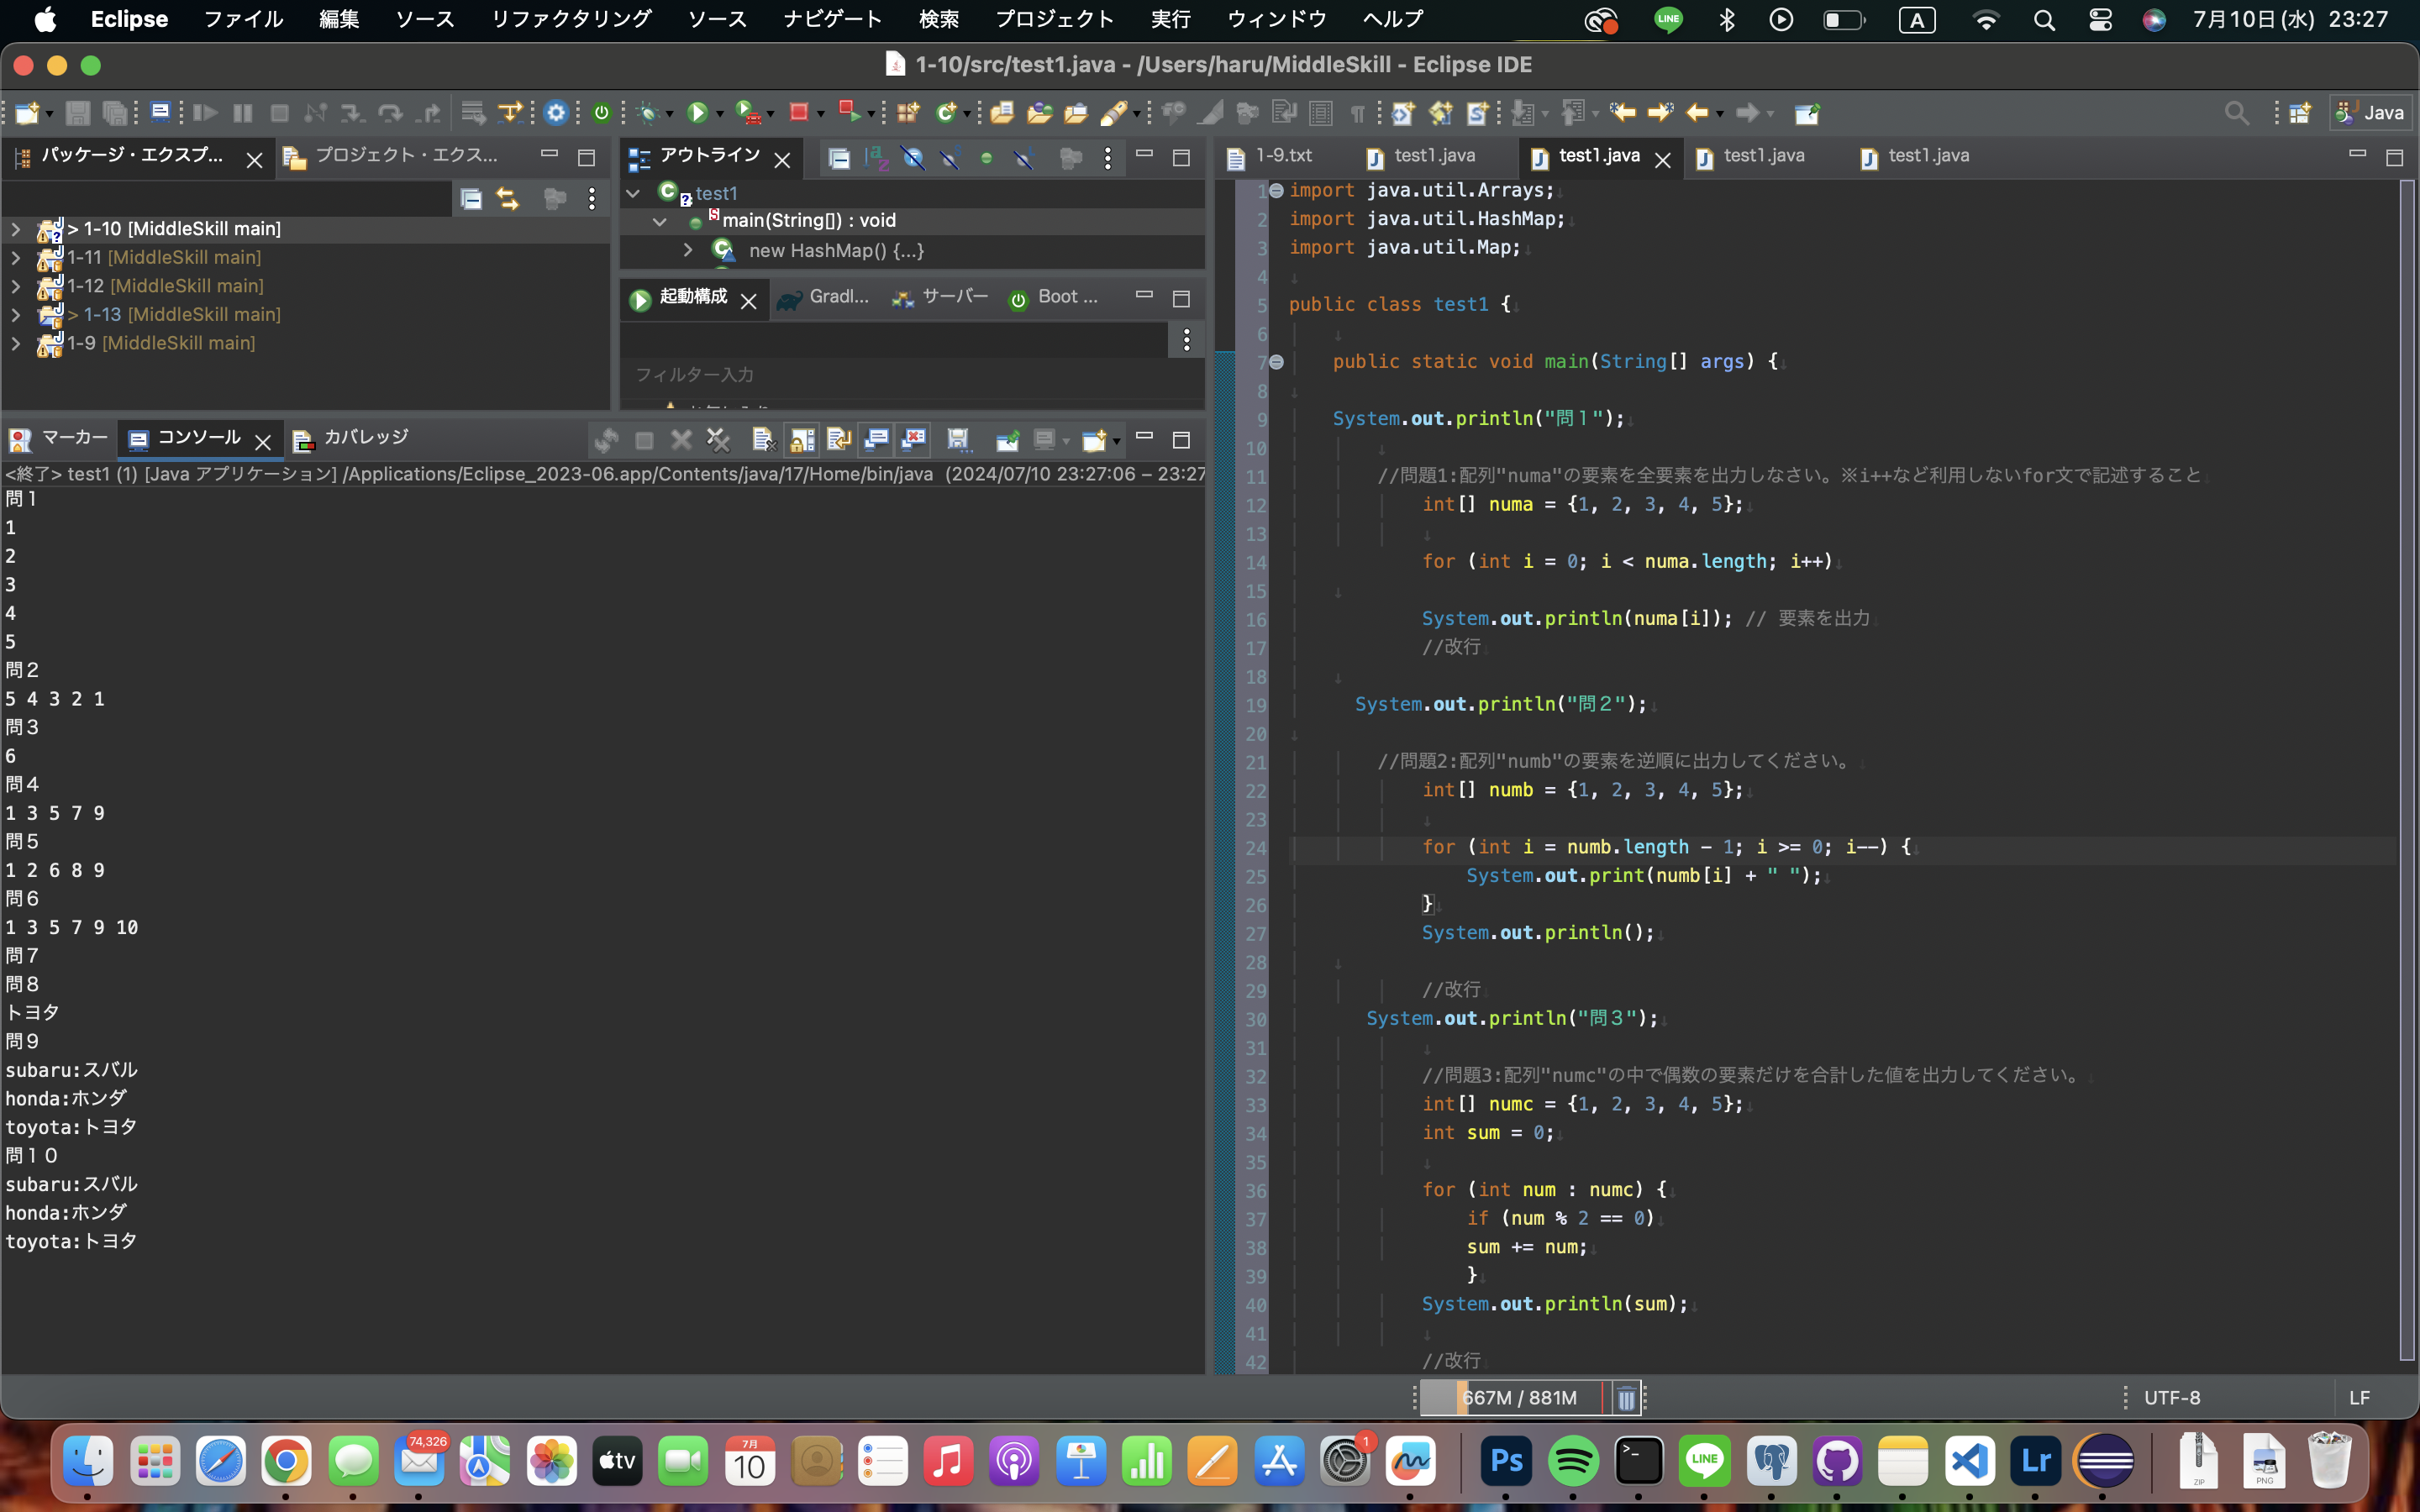 Eclipse ファイル 編集 ソース リファクタリング ソース ナビゲート 検索 プロジェクト 実行 ウィンドウ ヘルプ LINE A 7月10日(水) 23:27
1-10/src/test1.java - /Users/haru/MiddleSkill - Eclipse IDE
Java
パッケージ・エクスプ... プロジェクト・エクス...
> 1-10 [MiddleSkill main]
1-11 [MiddleSkill main]
1-12 [MiddleSkill main]
> 1-13 [MiddleSkill main]
1-9 [MiddleSkill main]
アウトライン
test1
main(String[]) : void
new HashMap() {...}
起動構成 Gradl... サーバー Boot ...
フィルター入力
マーカー コンソール カバレッジ
<終了> test1 (1) [Java アプリケーション] /Applications/Eclipse_2023-06.app/Contents/java/17/Home/bin/java (2024/07/10 23:27:06 – 23:27
問１
1
2
3
4
5
問２
5 4 3 2 1
問３
6
問４
1 3 5 7 9
問５
1 2 6 8 9
問６
1 3 5 7 9 10
問７
問８
トヨタ
問９
subaru:スバル
honda:ホンダ
toyota:トヨタ
問１０
subaru:スバル
honda:ホンダ
toyota:トヨタ
1-9.txt test1.java test1.java test1.java test1.java
1 import java.util.Arrays;
2 import java.util.HashMap;
3 import java.util.Map;
4
5 public class test1 {
6
7 public static void main(String[] args) {
8
9 System.out.println("問１");
10
11 //問題1:配列"numa"の要素を全要素を出力しなさい。※i++など利用しないfor文で記述すること
12 int[] numa = {1, 2, 3, 4, 5};
13
14 for (int i = 0; i < numa.length; i++)
15
16 System.out.println(numa[i]); // 要素を出力
17 //改行
18
19 System.out.println("問２");
20
21 //問題2:配列"numb"の要素を逆順に出力してください。
22 int[] numb = {1, 2, 3, 4, 5};
23
24 for (int i = numb.length - 1; i >= 0; i--) {
25 System.out.print(numb[i] + " ");
26 }
27 System.out.println();
28
29 //改行
30 System.out.println("問３");
31
32 //問題3:配列"numc"の中で偶数の要素だけを合計した値を出力してください。
33 int[] numc = {1, 2, 3, 4, 5};
34 int sum = 0;
35
36 for (int num : numc) {
37 if (num % 2 == 0)
38 sum += num;
39 }
40 System.out.println(sum);
41
42 //改行
667M / 881M UTF-8 LF
74,326 tv 7月 10 1 Ps LINE Lr ZIP PNG